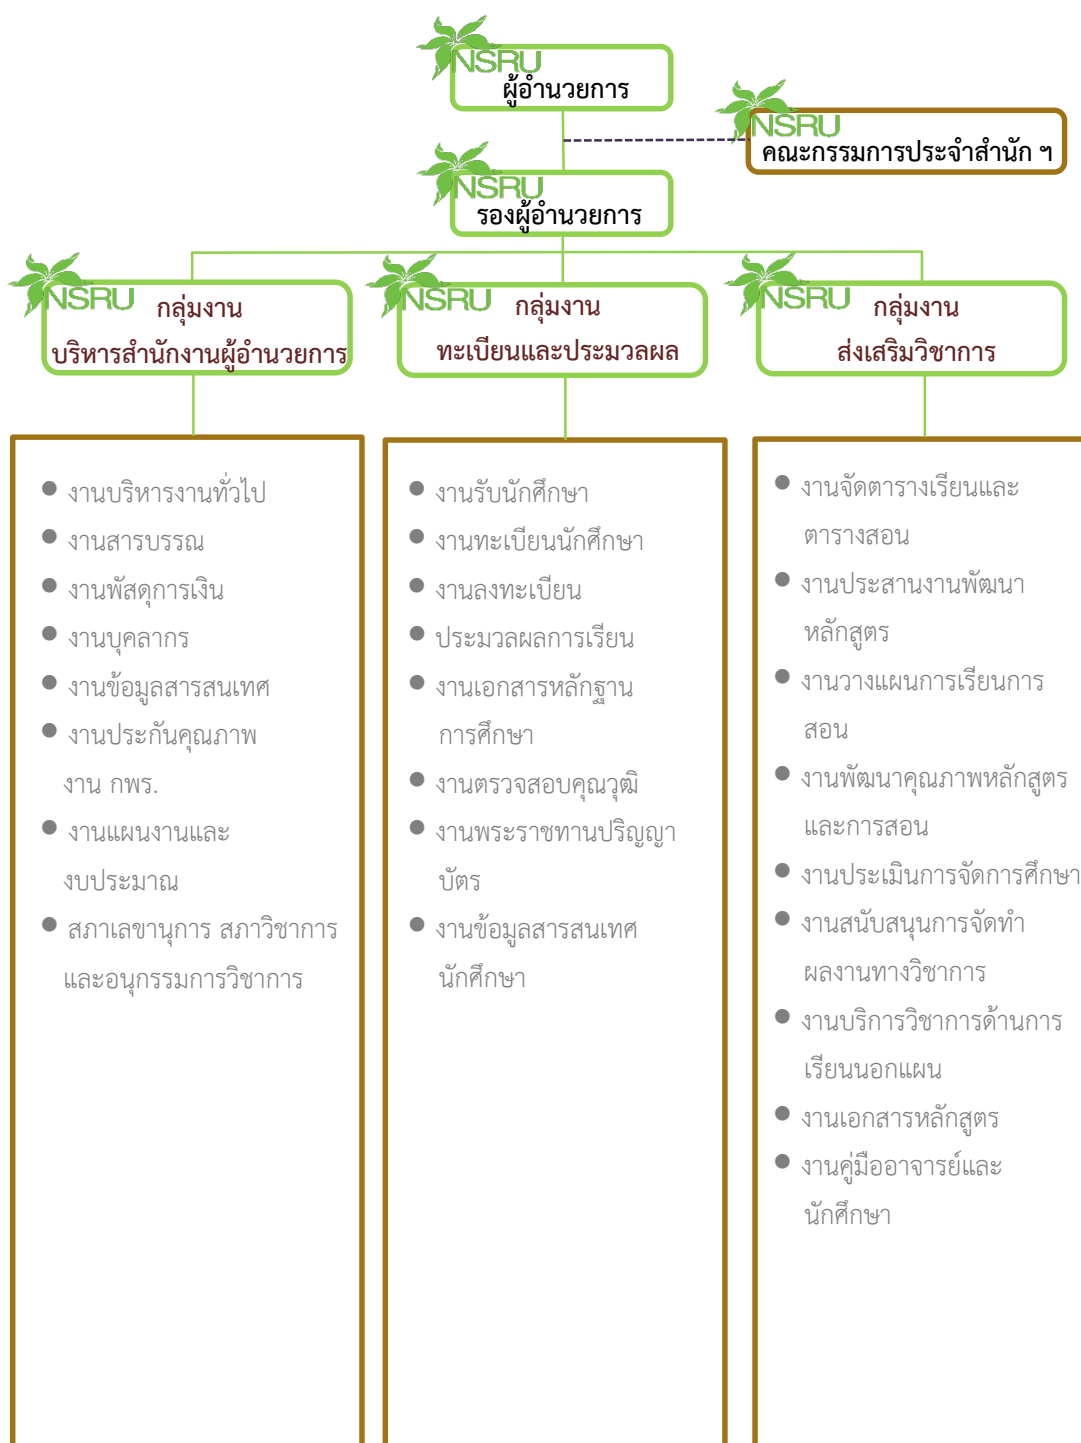 NSRU
ผู้อำนวยการ
NSRU
คณะกรรมการประจำสำนัก ฯ
NSRU
รองผู้อำนวยการ
NSRU
กลุ่มงาน
บริหารสำนักงานผู้อำนวยการ
NSRU
กลุ่มงาน
ทะเบียนและประมวลผล
NSRU
กลุ่มงาน
ส่งเสริมวิชาการ
● งานบริหารงานทั่วไป
● งานสารบรรณ
● งานพัสดุการเงิน
● งานบุคลากร
● งานข้อมูลสารสนเทศ
● งานประกันคุณภาพ
งาน กพร.
● งานแผนงานและ
งบประมาณ
● สภาเลขานุการ สภาวิชาการ
และอนุกรรมการวิชาการ
● งานรับนักศึกษา
● งานทะเบียนนักศึกษา
● งานลงทะเบียน
● ประมวลผลการเรียน
● งานเอกสารหลักฐาน
การศึกษา
● งานตรวจสอบคุณวุฒิ
● งานพระราชทานปริญญา
บัตร
● งานข้อมูลสารสนเทศ
นักศึกษา
● งานจัดตารางเรียนและ
ตารางสอน
● งานประสานงานพัฒนา
หลักสูตร
● งานวางแผนการเรียนการ
สอน
● งานพัฒนาคุณภาพหลักสูตร
และการสอน
● งานประเมินการจัดการศึกษา
● งานสนับสนุนการจัดทำ
ผลงานทางวิชาการ
● งานบริการวิชาการด้านการ
เรียนนอกแผน
● งานเอกสารหลักสูตร
● งานคู่มืออาจารย์และ
นักศึกษา